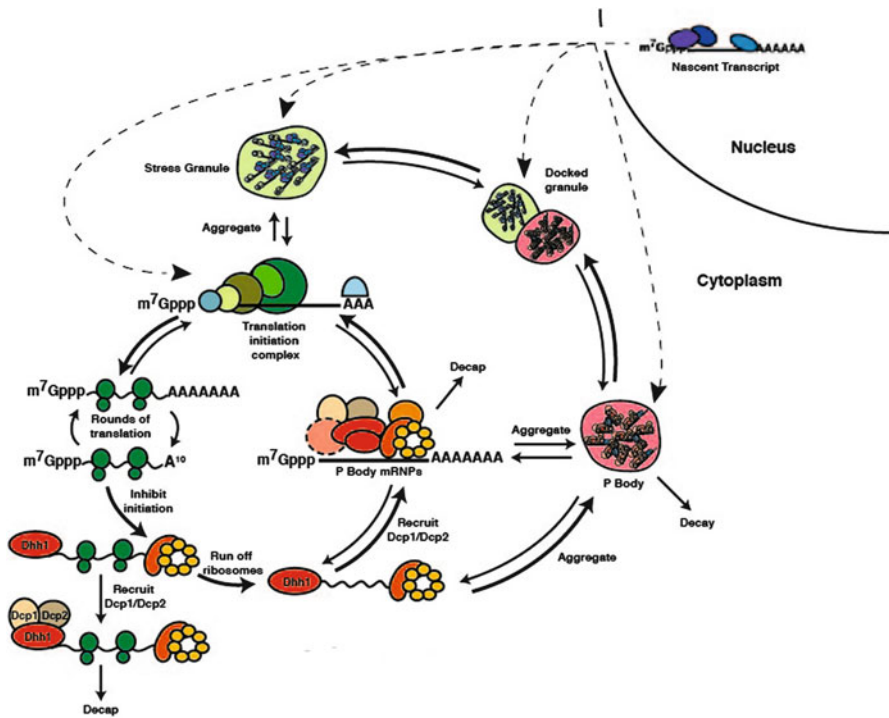 m⁷Gpppp AAAAAA
Nascent Transcript
Nucleus
Stress Granule
Docked
granule
Aggregate
Cytoplasm
m⁷Gppp AAA
Translation
initiation
complex
Decap
m⁷Gppp AAAAAAA
Rounds of
translation
m⁷Gppp A¹⁰
m⁷Gppp AAAAAAA
P Body mRNPs
Aggregate
P Body
Inhibit
initiation
Decay
Recruit
Dcp1/Dcp2
Aggregate
Dhh1
Run off
ribosomes
Dhh1
Recruit
Dcp1/Dcp2
Dcp1 Dcp2
Dhh1
Decap